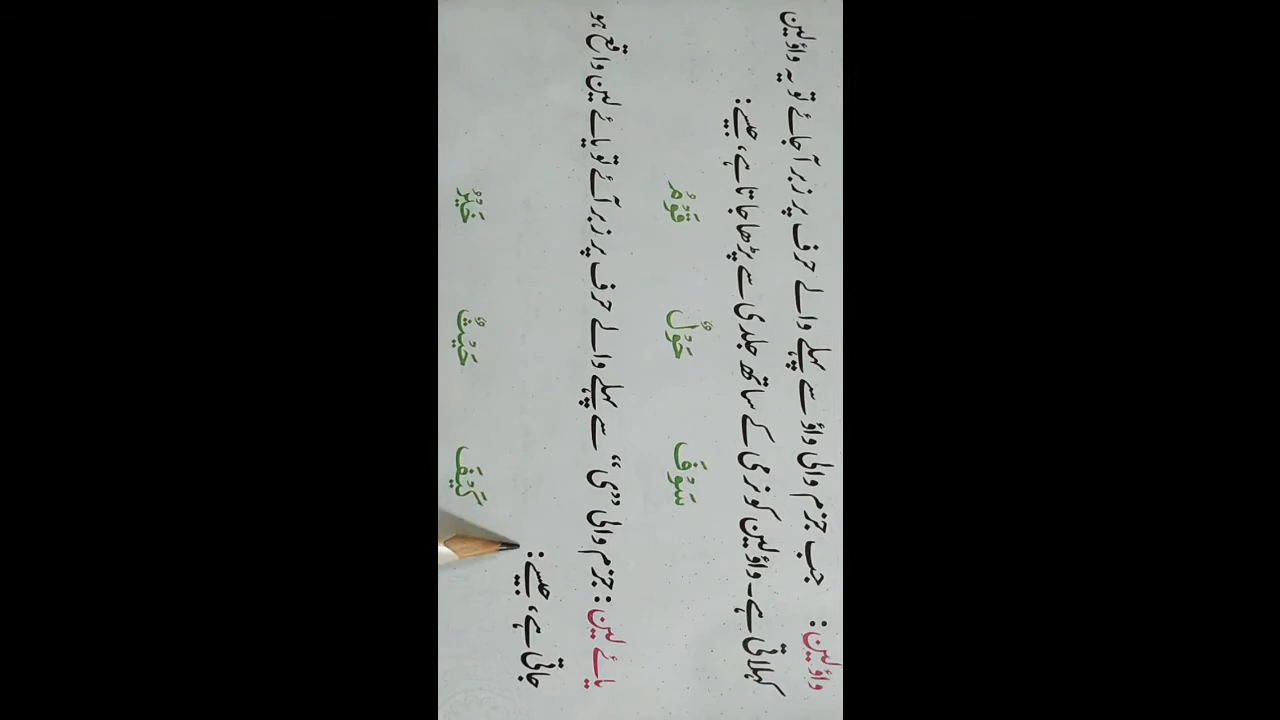 واؤ لین: جب جزم والی واؤ سے پہلے والے حرف پر زبر آجائے تو یہ واؤ لین
کہلاتی ہے۔ واؤ لین کو نرمی کے ساتھ جلدی سے پڑھا جاتا ہے، جیسے:
سَوْفَ حَوْلٌ قَوْمٌ
یائے لین: جزم والی ”ی“ سے پہلے والے حرف پر زبر آئے تو یائے لین واقع ہو
جاتی ہے، جیسے:
كَيْفَ حَيْثُ خَيْرٌ